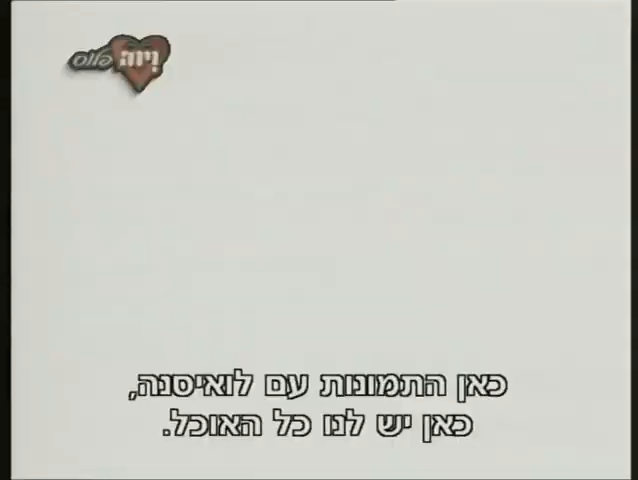 ויוה פלוס
כאן התמונות עם לואיסנה,
כאן יש לנו כל האוכל.